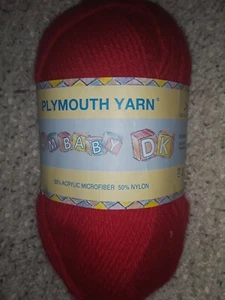 PLYMOUTH YARN®
M BABY DK
50% ACRYLIC MICROFIBER 50% NYLON